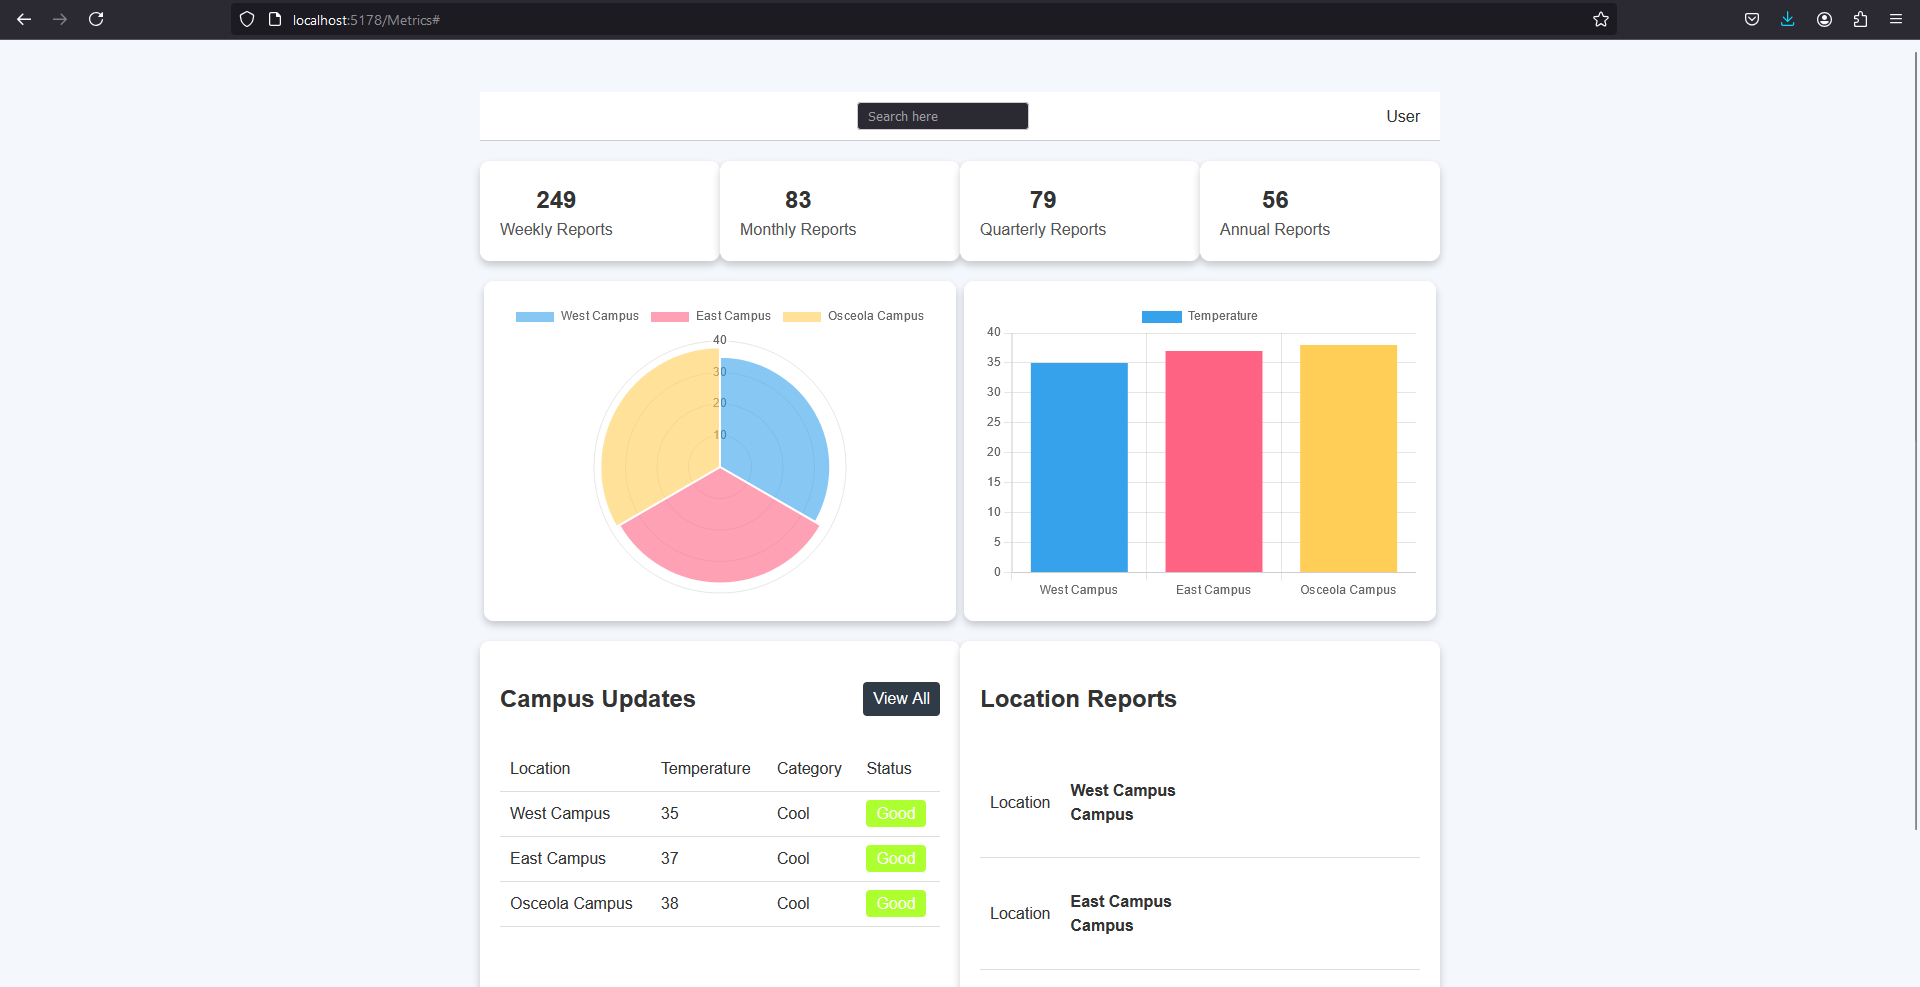 localhost:5178/Metrics#
Search here
User
249
Weekly Reports
83
Monthly Reports
79
Quarterly Reports
56
Annual Reports
West Campus East Campus Osceola Campus
40
30
20
10
Temperature
40
35
30
25
20
15
10
5
0
West Campus East Campus Osceola Campus
Campus Updates
View All
Location Temperature Category Status
West Campus 35 Cool Good
East Campus 37 Cool Good
Osceola Campus 38 Cool Good
Location Reports
Location
West Campus
Campus
Location
East Campus
Campus